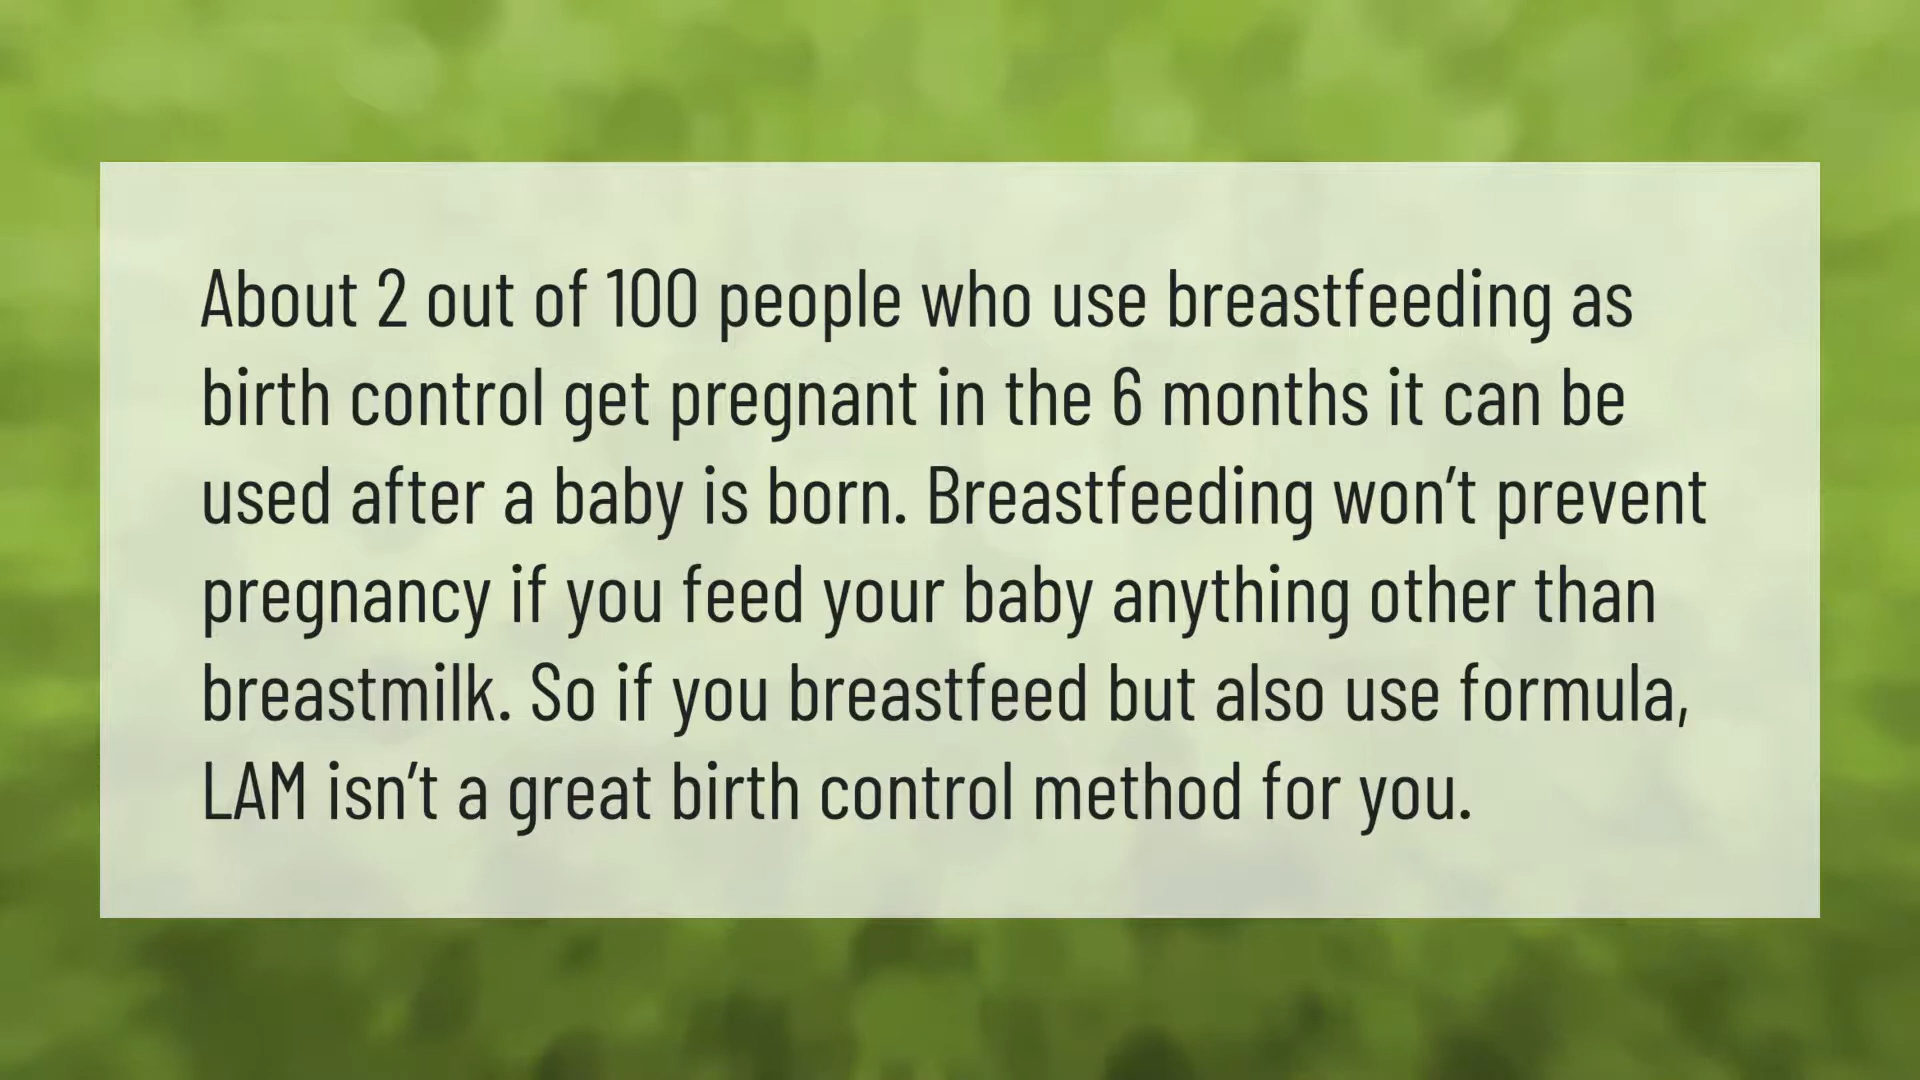 About 2 out of 100 people who use breastfeeding as
birth control get pregnant in the 6 months it can be
used after a baby is born. Breastfeeding won’t prevent
pregnancy if you feed your baby anything other than
breastmilk. So if you breastfeed but also use formula,
LAM isn’t a great birth control method for you.